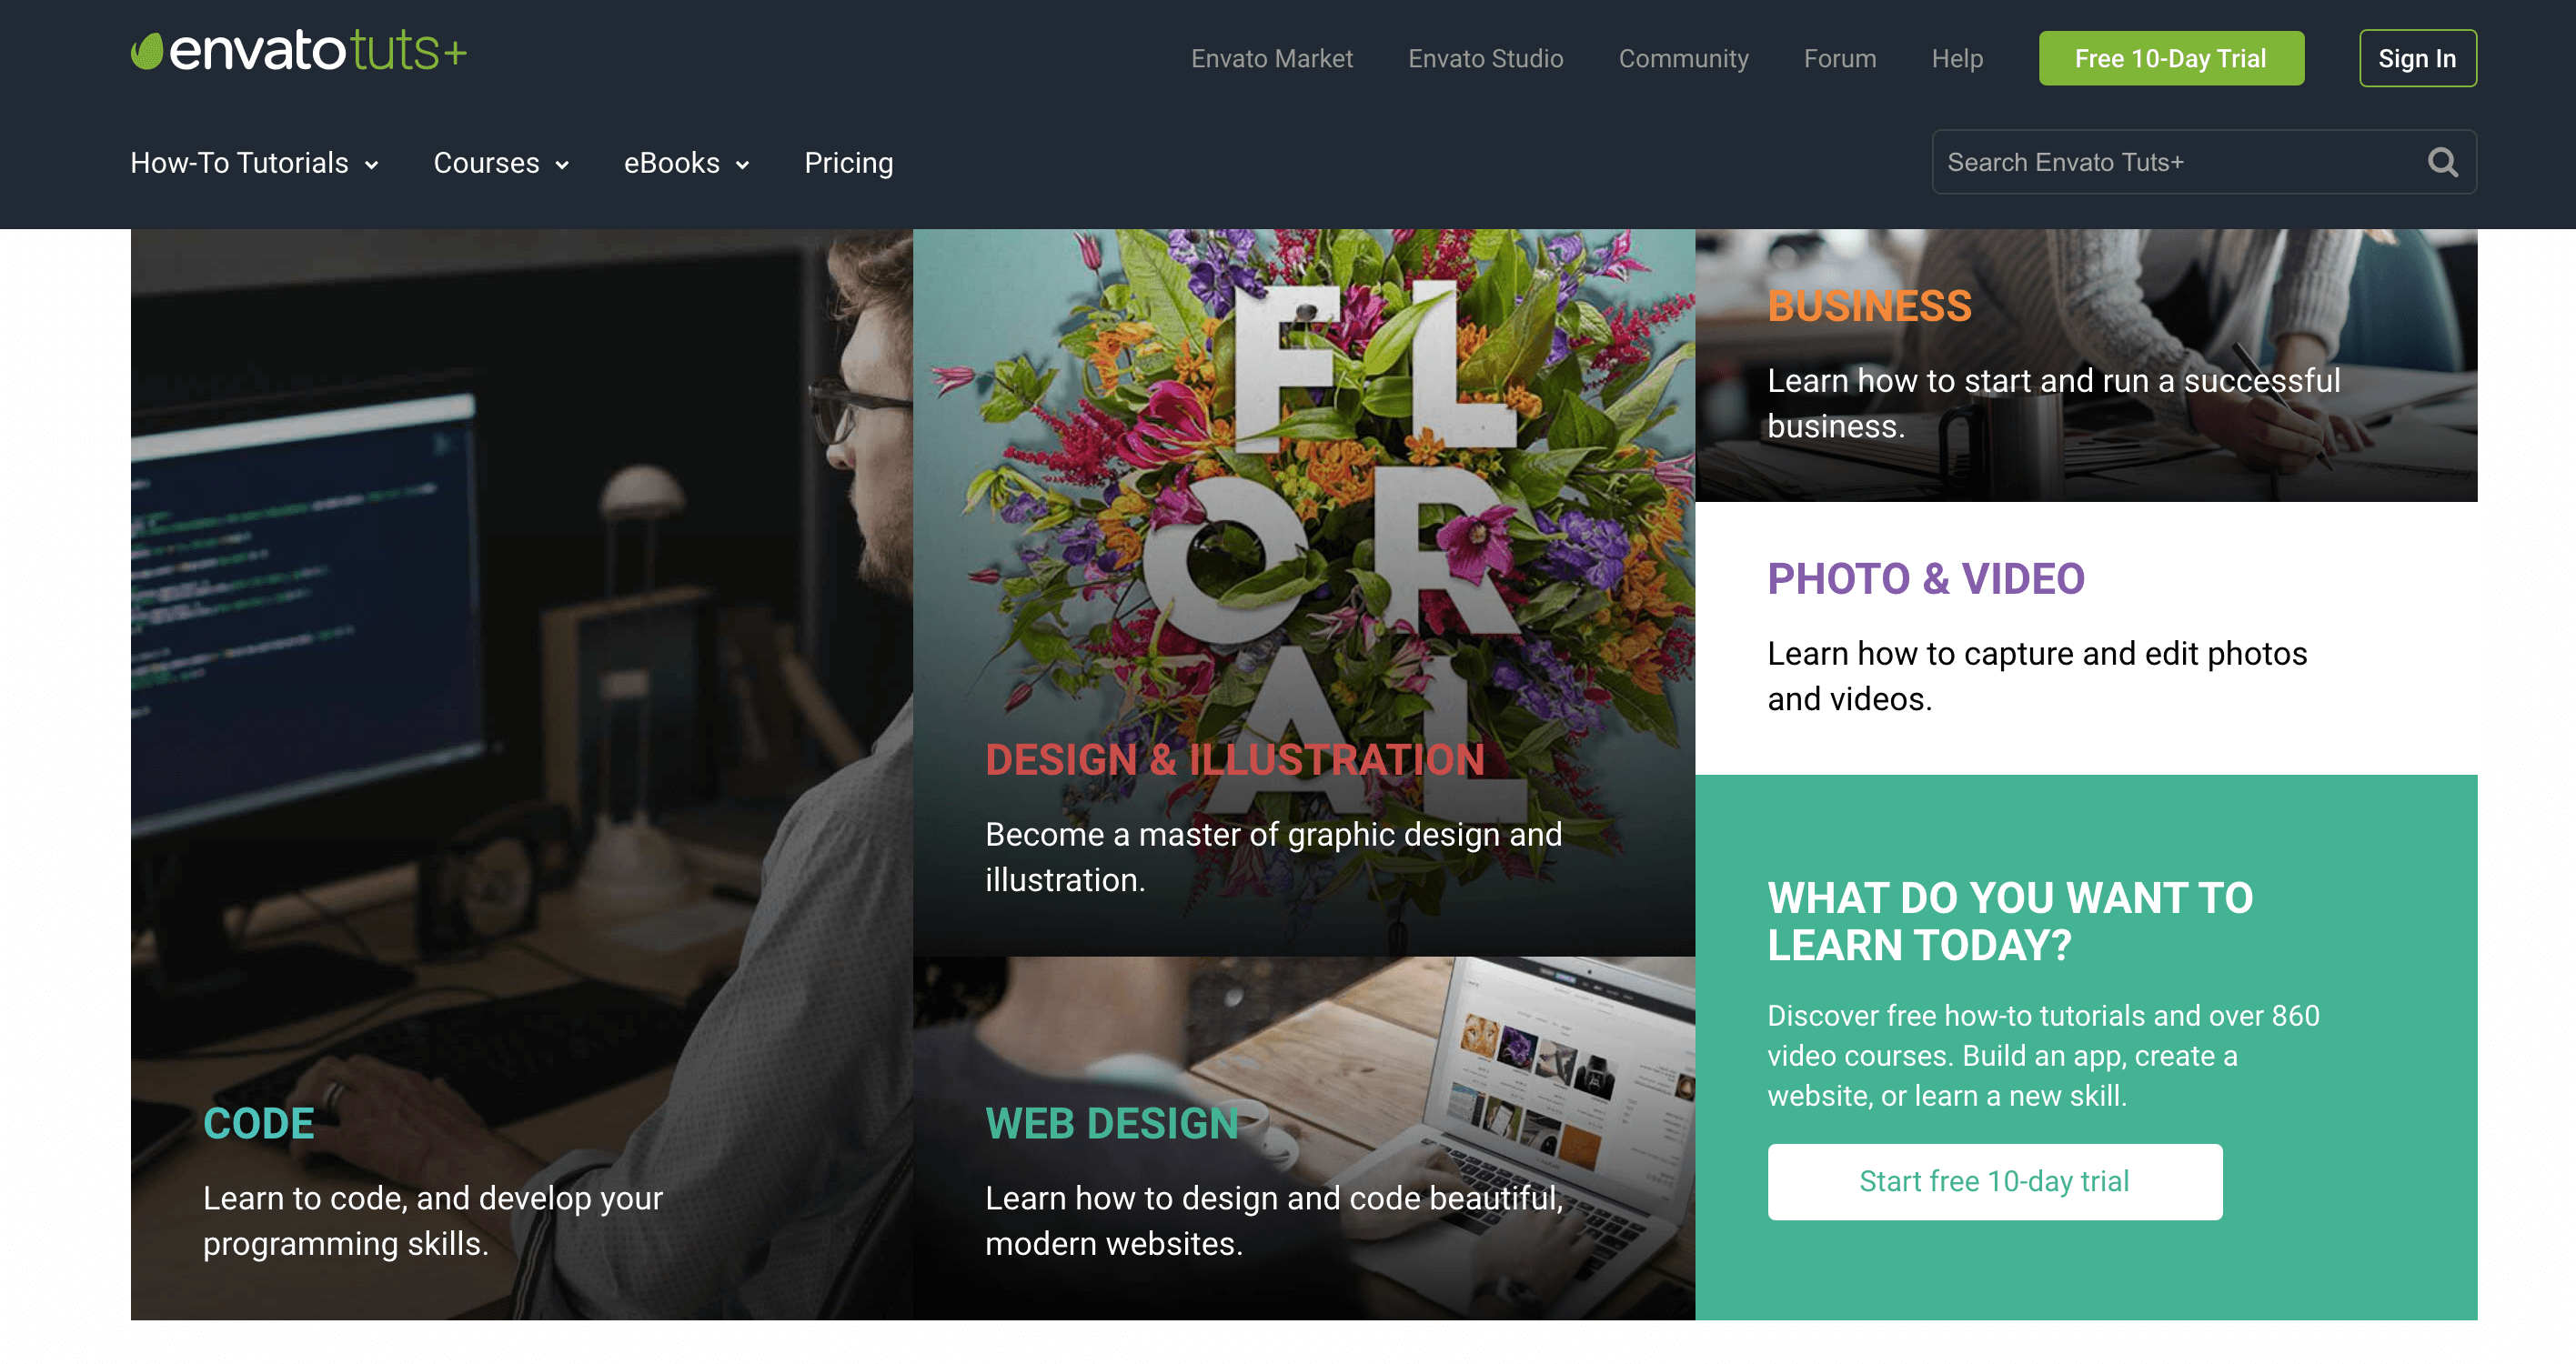 envatotuts+
Envato Market
Envato Studio
Community
Forum
Help
Free 10-Day Trial
Sign In
How-To Tutorials
Courses
eBooks
Pricing
Search Envato Tuts+
CODE
Learn to code, and develop your
programming skills.
FL
OR
AL
DESIGN & ILLUSTRATION
Become a master of graphic design and
illustration.
WEB DESIGN
Learn how to design and code beautiful,
modern websites.
BUSINESS
Learn how to start and run a successful
business.
PHOTO & VIDEO
Learn how to capture and edit photos
and videos.
WHAT DO YOU WANT TO
LEARN TODAY?
Discover free how-to tutorials and over 860
video courses. Build an app, create a
website, or learn a new skill.
Start free 10-day trial